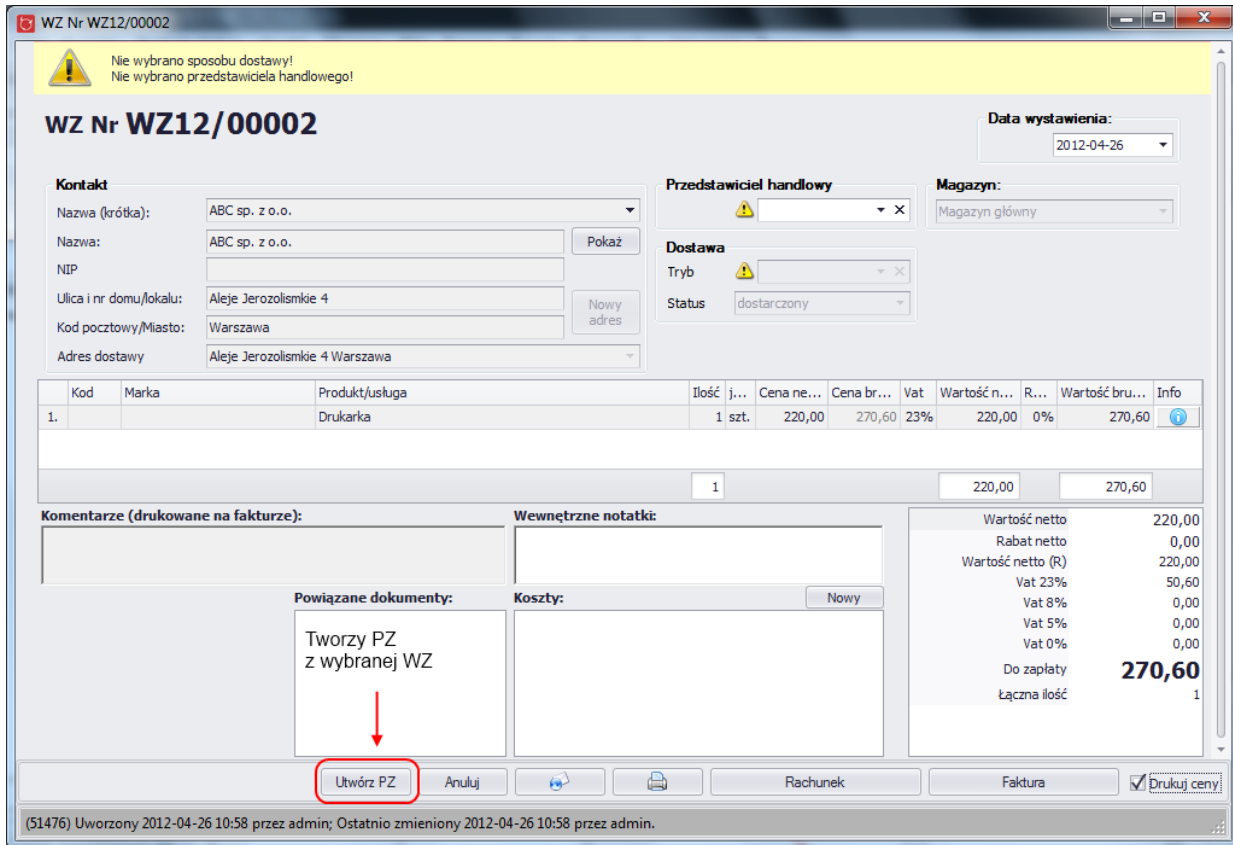 WZ Nr WZ12/00002
Nie wybrano sposobu dostawy!
Nie wybrano przedstawiciela handlowego!
WZ Nr WZ12/00002
Data wystawienia:
2012-04-26
Kontakt
Nazwa (krótka): ABC sp. z o.o.
Nazwa: ABC sp. z o.o. Pokaż
NIP
Ulica i nr domu/lokalu: Aleje Jerozolismkie 4
Nowy adres
Kod pocztowy/Miasto: Warszawa
Adres dostawy Aleje Jerozolismkie 4 Warszawa
Przedstawiciel handlowy
Dostawa
Tryb
Status dostarczony
Magazyn:
Magazyn główny
Kod Marka Produkt/usługa Ilość j... Cena ne... Cena br... Vat Wartość n... R... Wartość bru... Info
1. Drukarka 1 szt. 220,00 270,60 23% 220,00 0% 270,60
1 220,00 270,60
Komentarze (drukowane na fakturze):
Wewnętrzne notatki:
Powiązane dokumenty:
Tworzy PZ
z wybranej WZ
Koszty: Nowy
Wartość netto 220,00
Rabat netto 0,00
Wartość netto (R) 220,00
Vat 23% 50,60
Vat 8% 0,00
Vat 5% 0,00
Vat 0% 0,00
Do zapłaty 270,60
Łączna ilość 1
Utwórz PZ Anuluj Rachunek Faktura Drukuj ceny
(51476) Uworzony 2012-04-26 10:58 przez admin; Ostatnio zmieniony 2012-04-26 10:58 przez admin.